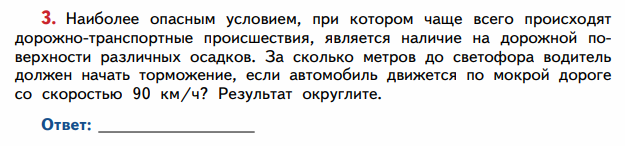 3. Наиболее опасным условием, при котором чаще всего происходят
дорожно-транспортные происшествия, является наличие на дорожной по-
верхности различных осадков. За сколько метров до светофора водитель
должен начать торможение, если автомобиль движется по мокрой дороге
со скоростью 90 км/ч? Результат округлите.
Ответ: